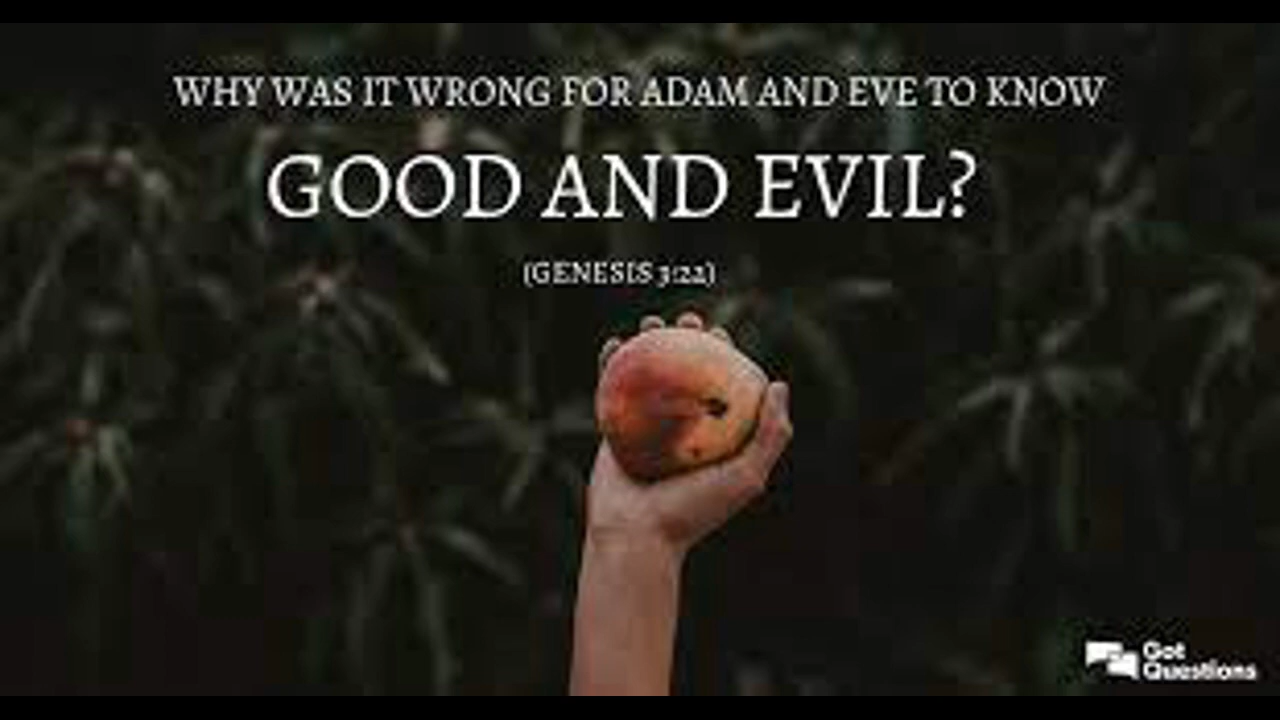 WHY WAS IT WRONG FOR ADAM AND EVE TO KNOW
GOOD AND EVIL?
(GENESIS 3:22)
Got
Questions